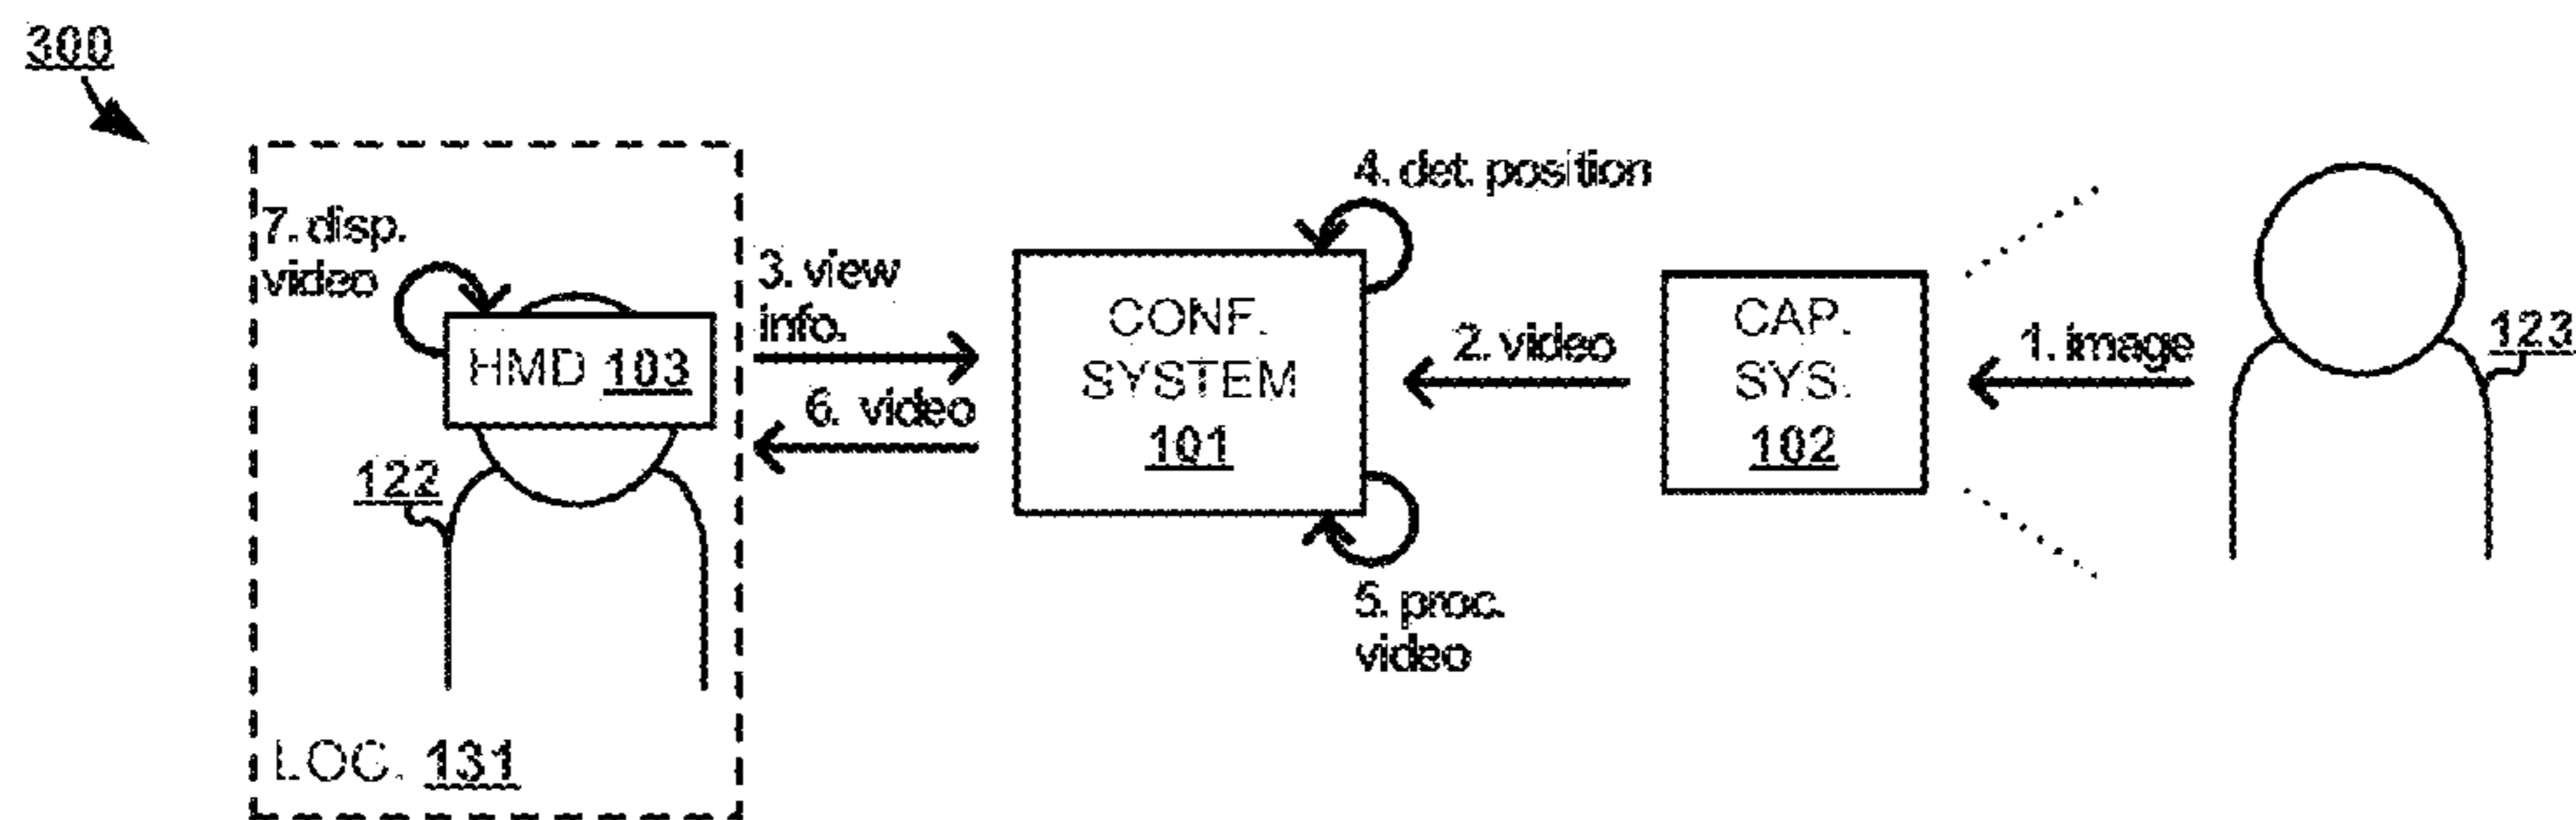 300
7. disp.
video
HMD 103
122
LOC. 131
3. view
info.
6. video
4. det. position
CONF.
SYSTEM
101
5. proc.
video
2. video
CAP.
SYS.
102
1. image
123